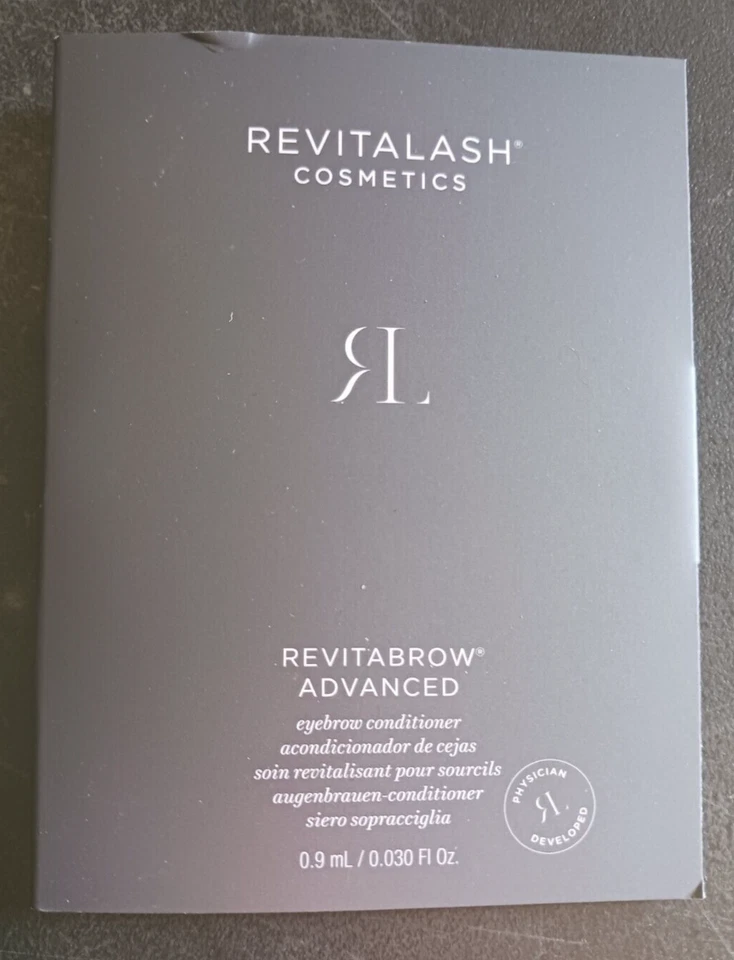 REVITALASH®
COSMETICS
RL
REVITABROW®
ADVANCED
eyebrow conditioner
acondicionador de cejas
soin revitalisant pour sourcils
augenbrauen-conditioner
siero sopracciglia
0.9 mL / 0.030 Fl Oz.
PHYSICIAN
RL
DEVELOPED